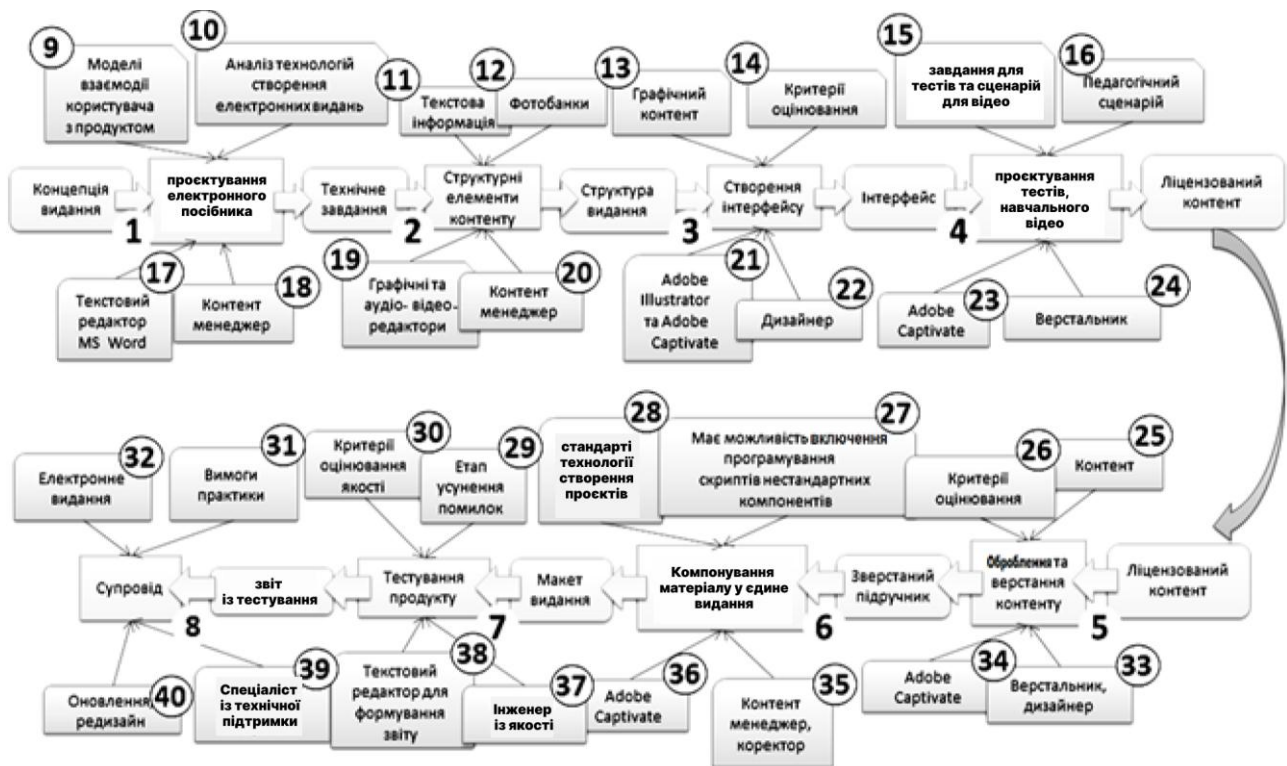 9
Моделі
взаємодії
користувача
з продуктом
10
Аналіз технологій
створення
електронних видань
11
Текстова
інформація
12
Фотобанки
13
Графічний
контент
14
Критерії
оцінювання
15
завдання для
тестів та сценарій
для відео
16
Педагогічний
сценарій
Концепція
видання
1
проєктування
електронного
посібника
Технічне
завдання
2
Структурні
елементи
контенту
Структура
видання
3
Створення
інтерфейсу
Інтерфейс
4
проєктування
тестів,
навчального
відео
Ліцензований
контент
17
Текстовий
редактор
MS Word
18
Контент
менеджер
19
Графічні та
аудіо- відео-
редактори
20
Контент
менеджер
21
Adobe
Illustrator
та Adobe
Captivate
22
Дизайнер
23
Adobe
Captivate
24
Верстальник
32
Електронне
видання
31
Вимоги
практики
30
Критерії
оцінювання
якості
29
Етап
усунення
помилок
28
стандарті
технології
створення
проєктів
27
Має можливість включення
програмування
скриптів нестандартних
компонентів
26
Критерії
оцінювання
25
Контент
Супровід
8
звіт
із тестування
Тестування
продукту
7
Макет
видання
Компонування
матеріалу у єдине
видання
6
Зверстаний
підручник
Оброблення та
верстання
контенту
5
Ліцензований
контент
40
Оновлення,
редизайн
39
Спеціаліст
із технічної
підтримки
38
Текстовий
редактор для
формування
звіту
37
Інженер
із якості
36
Adobe
Captivate
35
Контент
менеджер,
коректор
34
Adobe
Captivate
33
Верстальник,
дизайнер